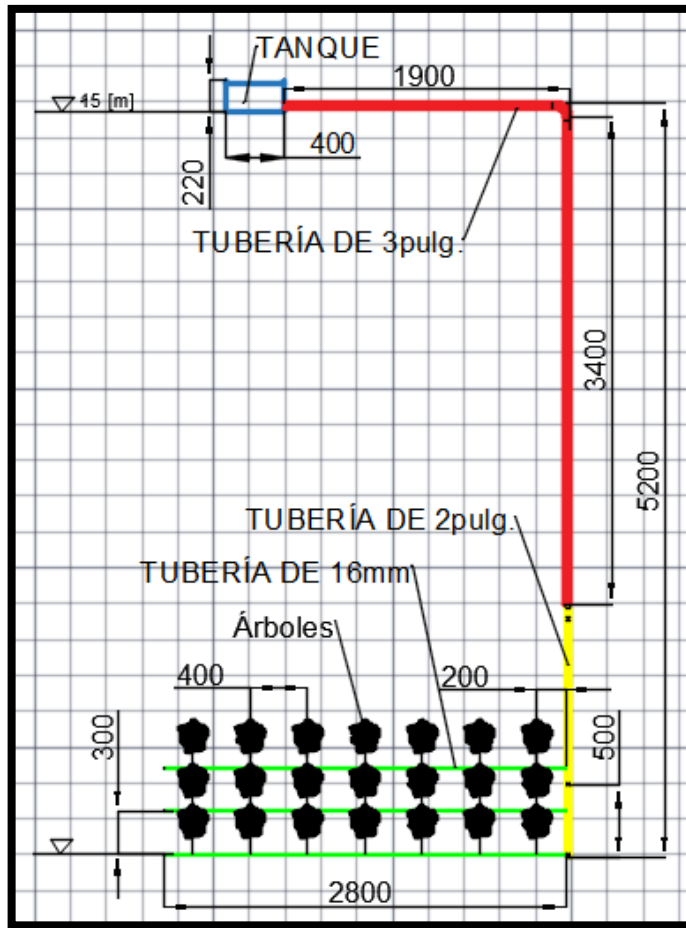 TANQUE
1900
45 [m]
400
220
TUBERÍA DE 3pulg.
3400
5200
TUBERÍA DE 2pulg.
TUBERÍA DE 16mm
Árboles
400
200
300
500
2800